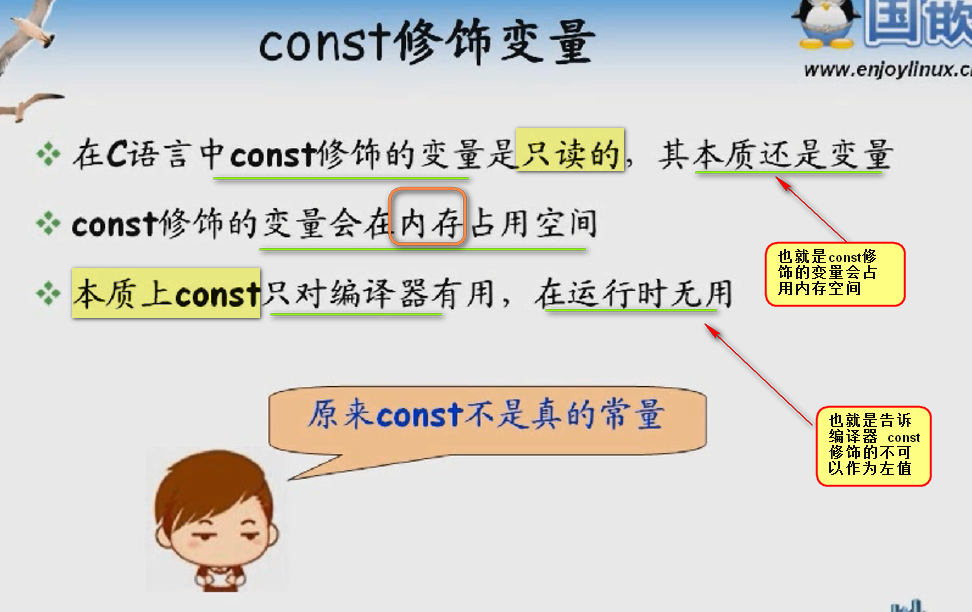 const修饰变量
国嵌
www.enjoylinux.c
在C语言中const修饰的变量是只读的，其本质还是变量
const修饰的变量会在内存占用空间
本质上const只对编译器有用，在运行时无用
也就是const修
饰的变量会占
用内存空间
原来const不是真的常量
也就是告诉
编译器 const
修饰的不可
以作为左值